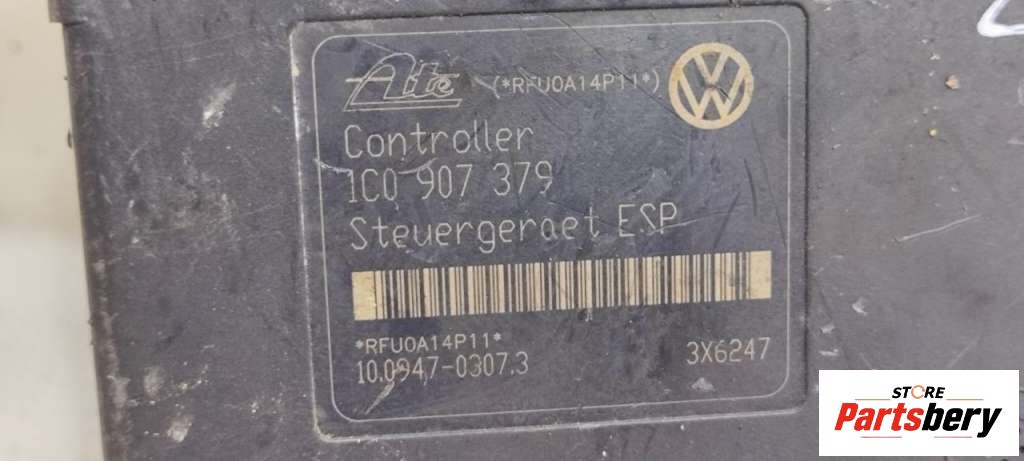 Ate (*RFU0A14P11*)
Controller
1C0 907 379
Steuergeraet ESP
*RFU0A14P11*
10.0947-0307.3 3X6247
STORE
Partsbery